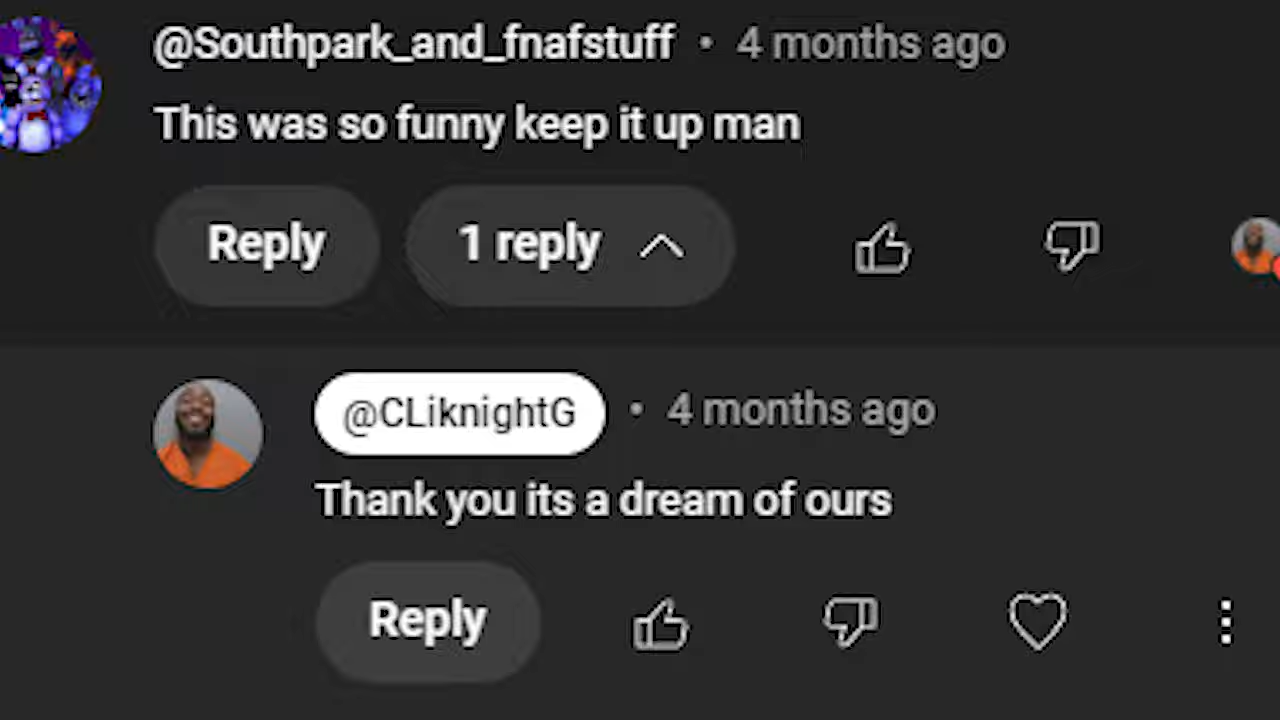 @Southpark_and_fnafstuff • 4 months ago
This was so funny keep it up man
Reply 1 reply
@CLiknightG • 4 months ago
Thank you its a dream of ours
Reply